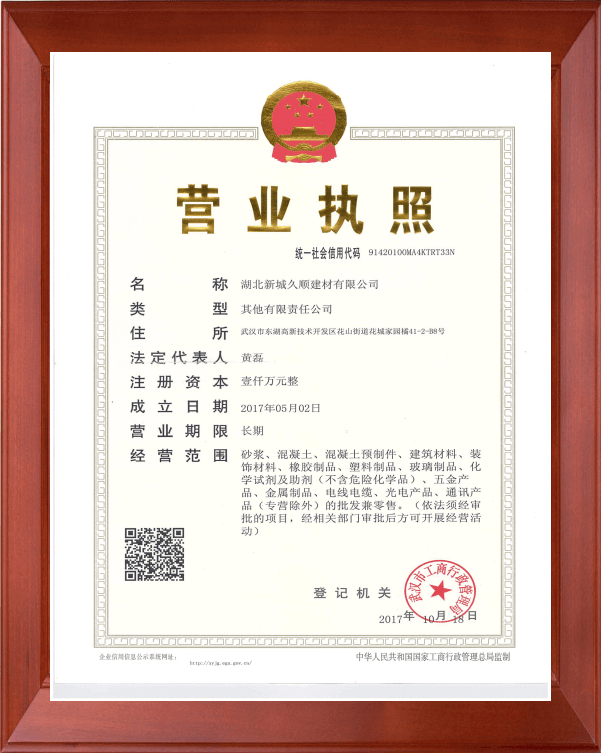 营业执照
统一社会信用代码 91420100MA4KTRT33N
名称 湖北新城久顺建材有限公司
类型 其他有限责任公司
住所 武汉市东湖高新技术开发区花山街道花城家园橘41-2-B8号
法定代表人 黄磊
注册资本 壹仟万元整
成立日期 2017年05月02日
营业期限 长期
经营范围 砂浆、混凝土、混凝土预制件、建筑材料、装
饰材料、橡胶制品、塑料制品、玻璃制品、化
学试剂及助剂（不含危险化学品）、五金产
品、金属制品、电线电缆、光电产品、通讯产
品（专营除外）的批发兼零售。（依法须经审
批的项目，经相关部门审批后方可开展经营活
动）
登记机关
武汉市工商行政管理局
2017年 10月 18日
企业信用信息公示系统网址：
中华人民共和国国家工商行政管理总局监制